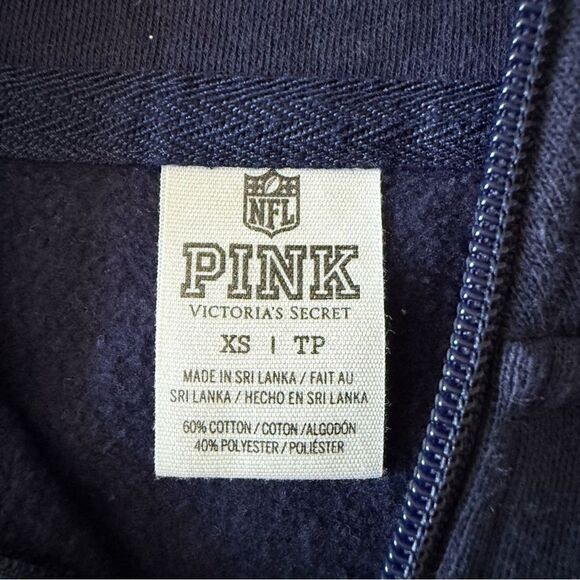 NFL
PINK
VICTORIA'S SECRET
XS | TP
MADE IN SRI LANKA / FAIT AU
SRI LANKA / HECHO EN SRI LANKA
60% COTTON / COTON / ALGODÓN
40% POLYESTER / POLIÉSTER